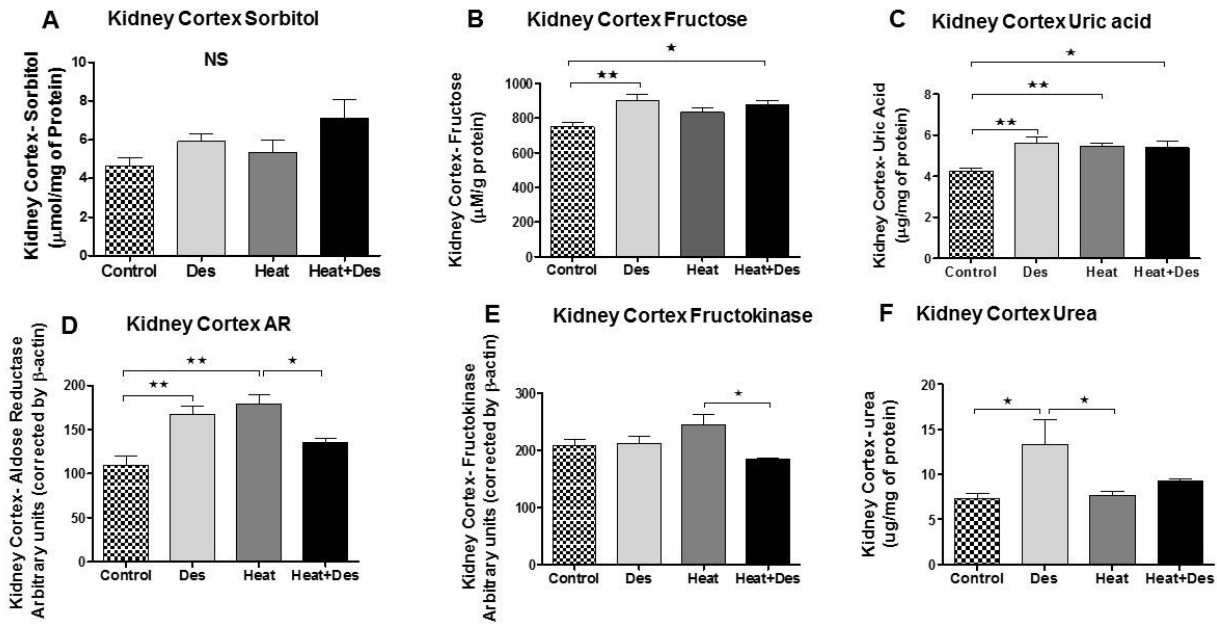 A Kidney Cortex Sorbitol
Kidney Cortex- Sorbitol
(μmol/mg of Protein)
NS
10
8
6
4
2
0
Control Des Heat Heat+Des
B Kidney Cortex Fructose
Kidney Cortex- Fructose
(μM/g protein)
★
★★
1000
800
600
400
200
0
Control Des Heat Heat+Des
C Kidney Cortex Uric acid
Kidney Cortex- Uric Acid
(μg/mg of protein)
★
★★
★★
8
6
4
2
0
Control Des Heat Heat+Des
D Kidney Cortex AR
Kidney Cortex- Aldose Reductase
Arbitrary units (corrected by β-actin)
★★ ★
★★
200
150
100
50
0
Control Des Heat Heat+Des
E Kidney Cortex Fructokinase
Kidney Cortex- Fructokinase
Arbitrary units (corrected by β-actin)
★
300
200
100
0
Control Des Heat Heat+Des
F Kidney Cortex Urea
Kidney Cortex- urea
(ug/mg of protein)
★ ★
20
15
10
5
0
Control Des Heat Heat+Des